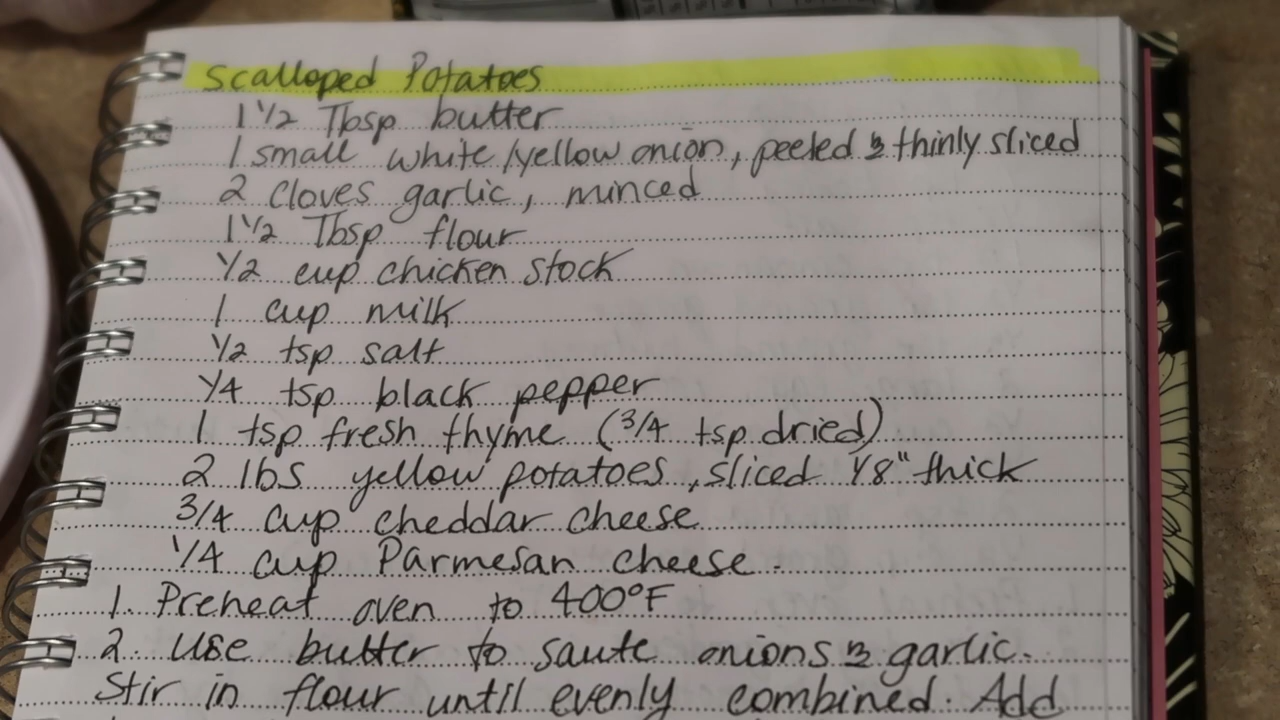 Scalloped Potatoes
1 1/2 Tbsp butter
1 small white/yellow onion, peeled & thinly sliced
2 cloves garlic, minced
1 1/2 Tbsp flour
1/2 cup chicken stock
1 cup milk
1/2 tsp salt
1/4 tsp black pepper
1 tsp fresh thyme (3/4 tsp dried)
2 lbs yellow potatoes, sliced 1/8" thick
3/4 cup cheddar cheese
1/4 cup Parmesan cheese.
1. Preheat oven to 400°F
2. Use butter to saute onions & garlic.
Stir in flour until evenly combined. Add